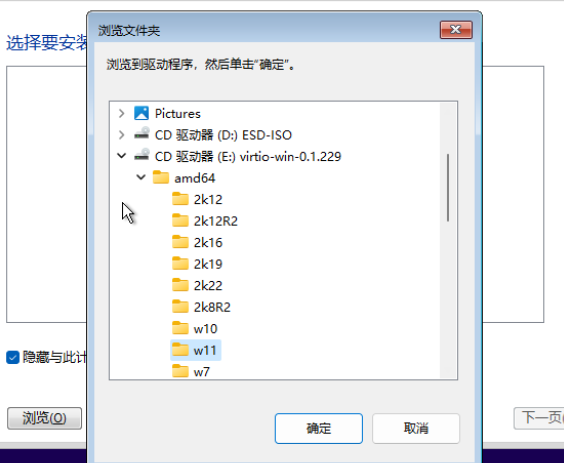 浏览文件夹
选择要安装
浏览到驱动程序，然后单击“确定”。
Pictures
CD 驱动器 (D:) ESD-ISO
CD 驱动器 (E:) virtio-win-0.1.229
amd64
2k12
2k12R2
2k16
2k19
2k22
2k8R2
w10
w11
w7
隐藏与此计
浏览(O)
确定
取消
下一页(